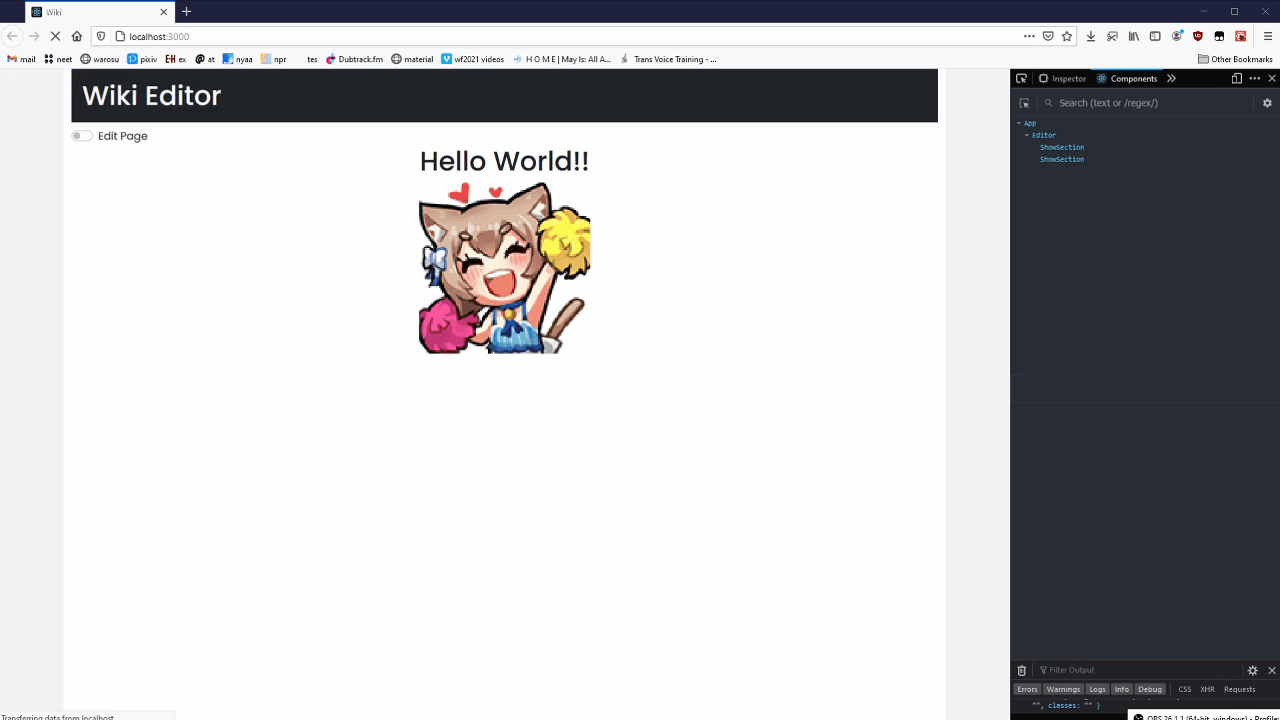 Wiki
localhost:3000
mail neet warosu pixiv ex at nyaa npr tes Dubtrack.fm material wf2021 videos H O M E | May Is: All A... Trans Voice Training - ... Other Bookmarks
Wiki Editor
Edit Page
Hello World!!
Inspector Components
Search (text or /regex/)
App
Editor
ShowSection
ShowSection
Filter Output
Errors Warnings Logs Info Debug CSS XHR Requests
"", classes: "" }
Transferring data from localhost
OBS 26.1.1 (64-bit, windows) - Profile: